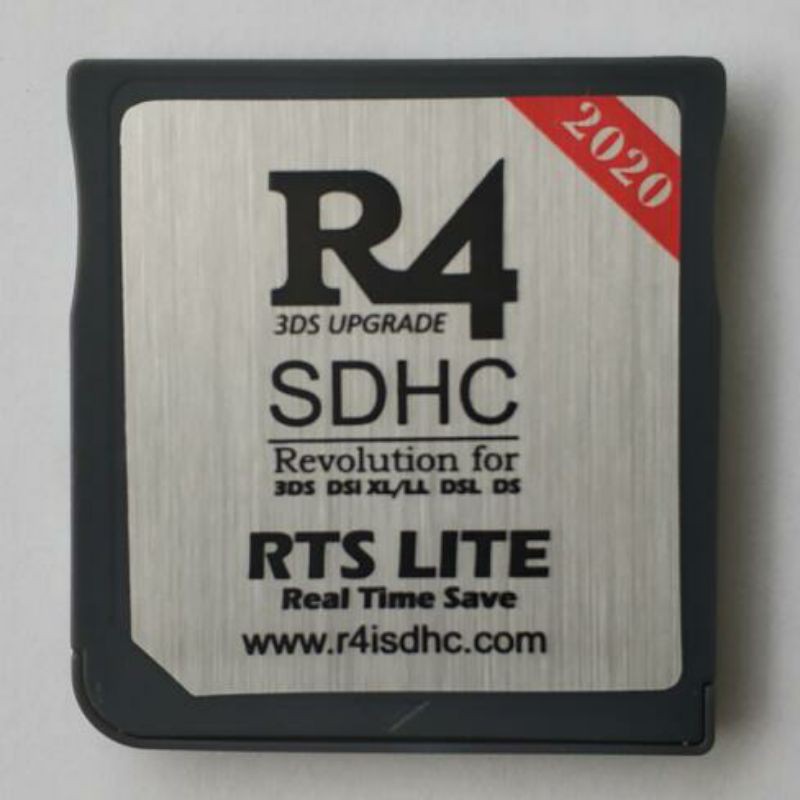 2020
R4
3DS UPGRADE
SDHC
Revolution for
3DS DSi XL/LL DSL DS
RTS LITE
Real Time Save
www.r4isdhc.com